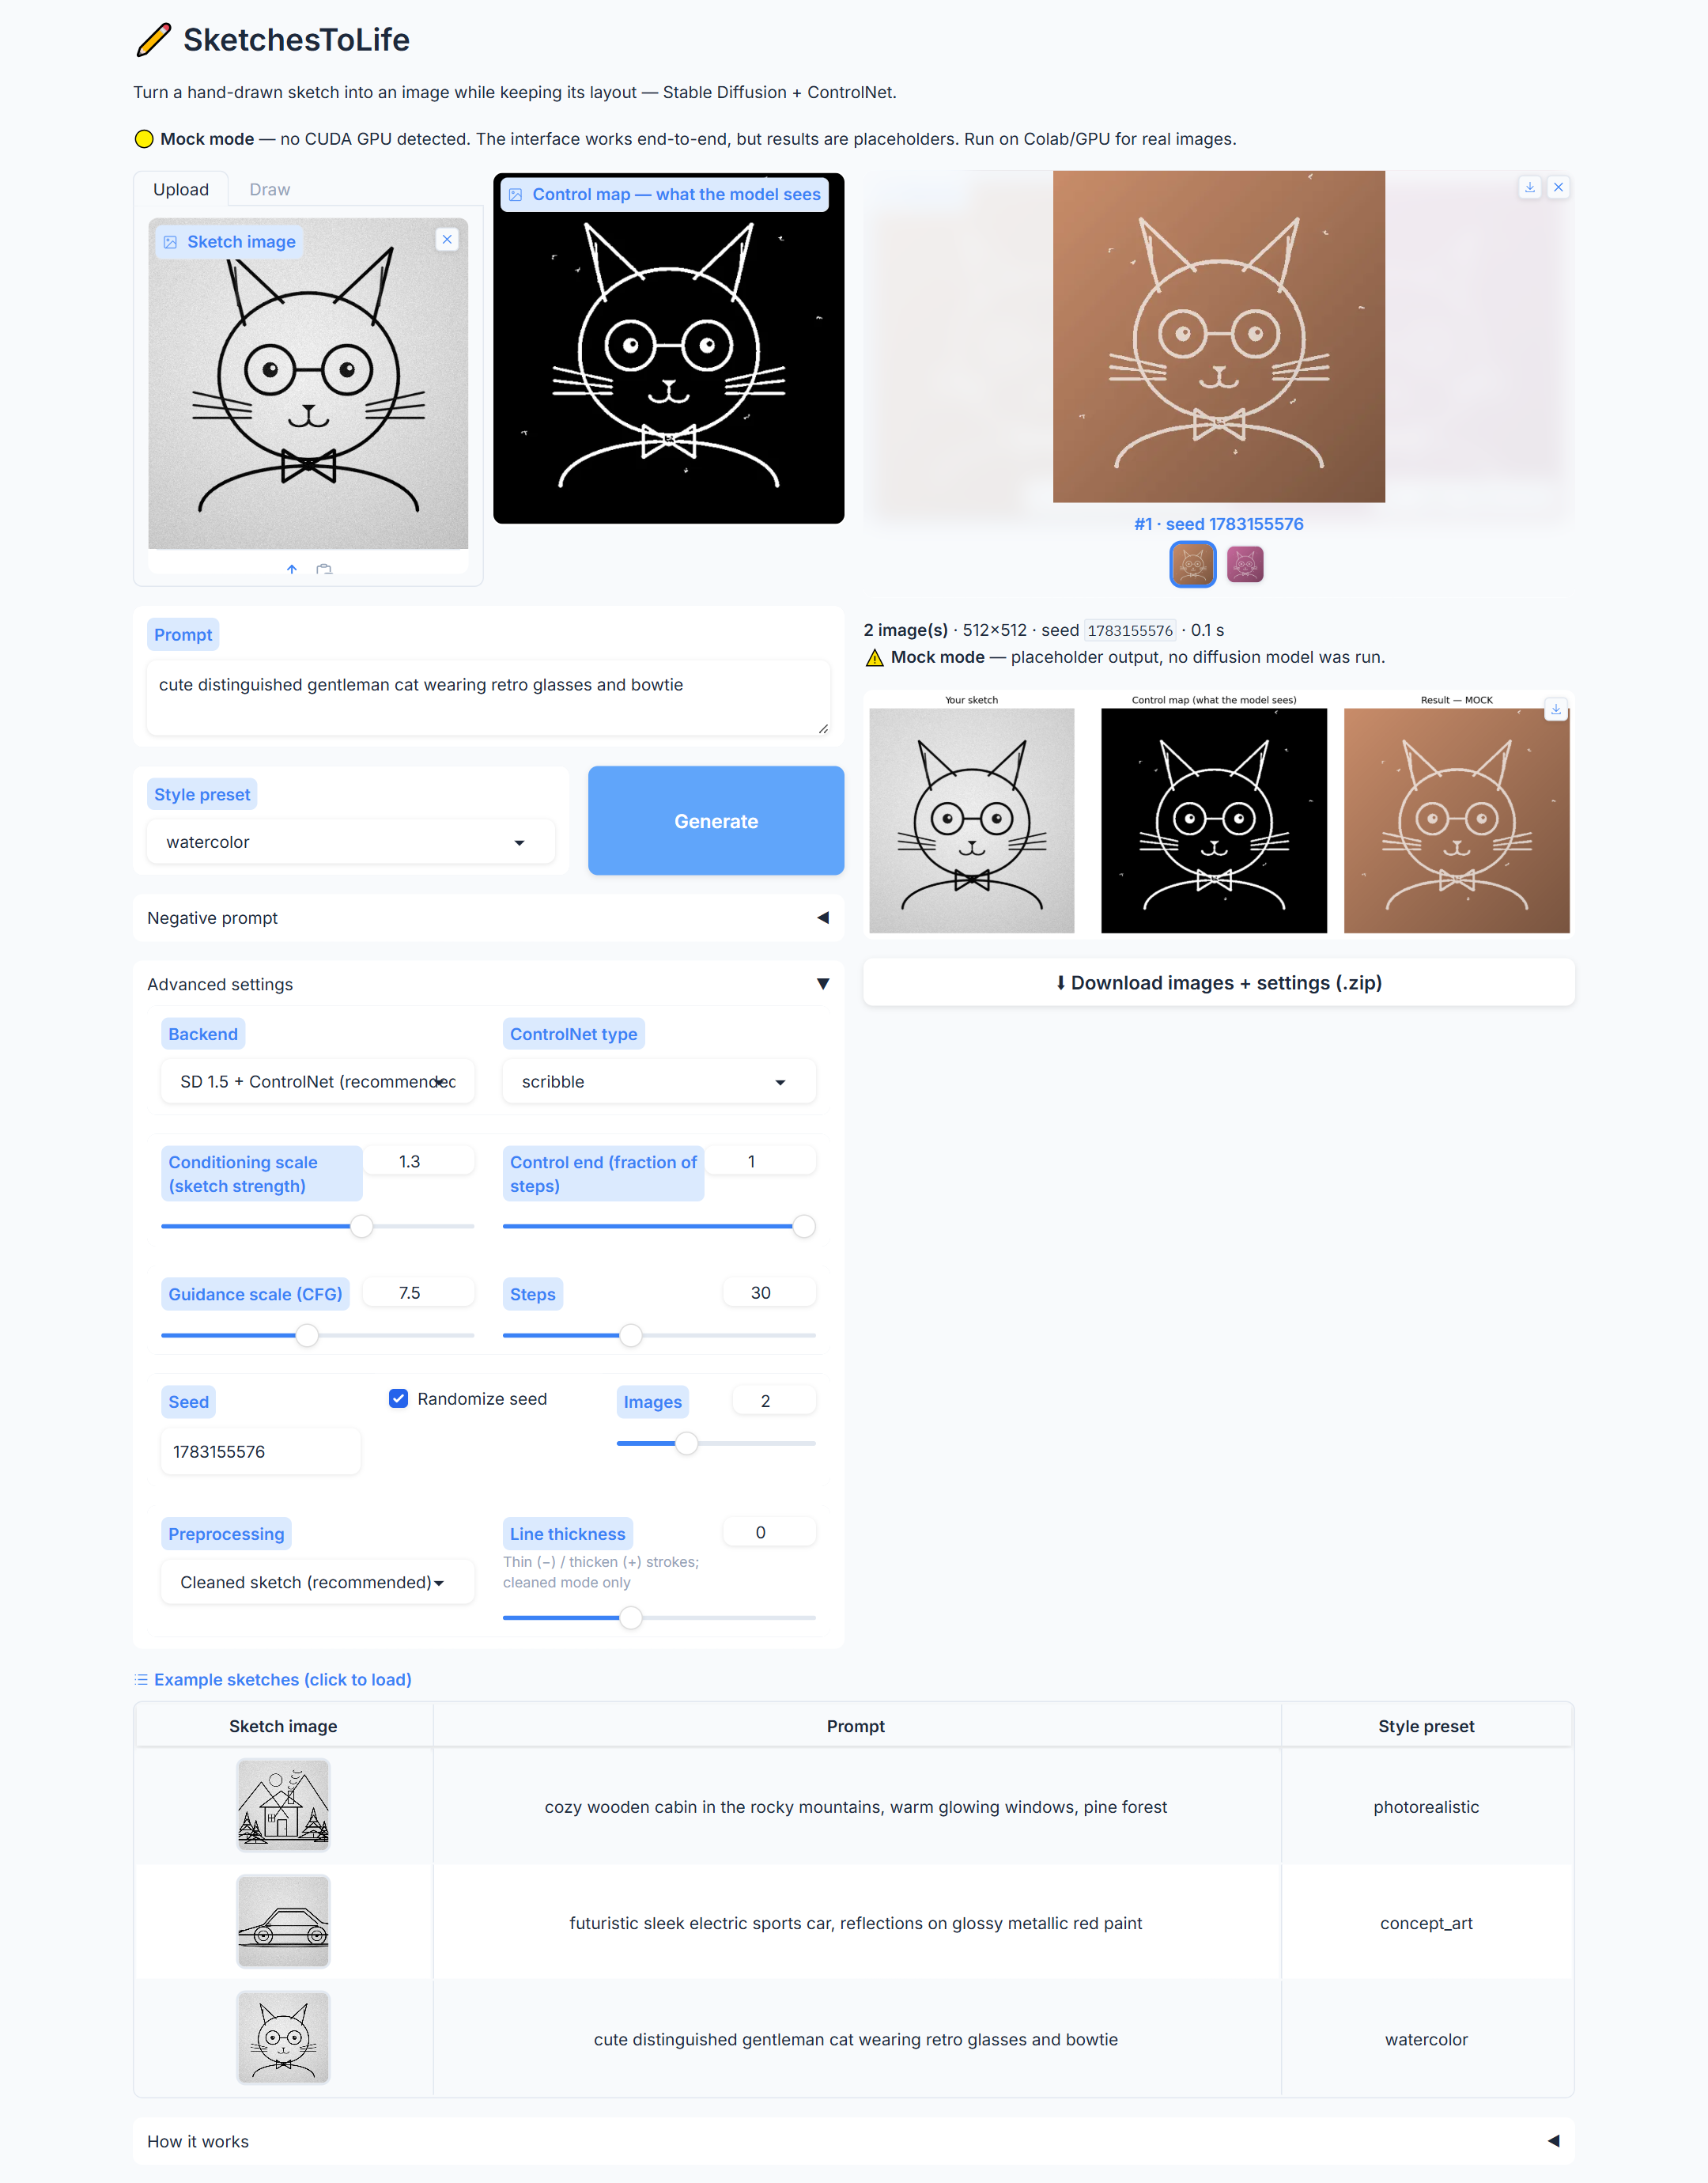 SketchesToLife
Turn a hand-drawn sketch into an image while keeping its layout — Stable Diffusion + ControlNet.
Mock mode — no CUDA GPU detected. The interface works end-to-end, but results are placeholders. Run on Colab/GPU for real images.
Upload
Draw
Sketch image
Control map — what the model sees
#1 · seed 1783155576
Prompt
cute distinguished gentleman cat wearing retro glasses and bowtie
Style preset
watercolor
Generate
Negative prompt
Advanced settings
Backend
SD 1.5 + ControlNet (recommended
ControlNet type
scribble
Conditioning scale
(sketch strength)
1.3
Control end (fraction of
steps)
1
Guidance scale (CFG)
7.5
Steps
30
Seed
1783155576
Randomize seed
Images
2
Preprocessing
Cleaned sketch (recommended)
Line thickness
0
Thin (−) / thicken (+) strokes;
cleaned mode only
2 image(s) · 512×512 · seed 1783155576 · 0.1 s
Mock mode — placeholder output, no diffusion model was run.
Your sketch
Control map (what the model sees)
Result — MOCK
⬇ Download images + settings (.zip)
Example sketches (click to load)
Sketch image
Prompt
Style preset
cozy wooden cabin in the rocky mountains, warm glowing windows, pine forest
photorealistic
futuristic sleek electric sports car, reflections on glossy metallic red paint
concept_art
cute distinguished gentleman cat wearing retro glasses and bowtie
watercolor
How it works